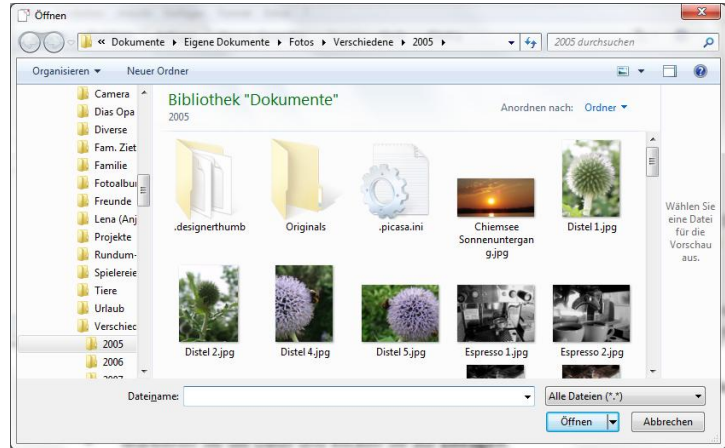 Öffnen
« Dokumente ▸ Eigene Dokumente ▸ Fotos ▸ Verschiedene ▸ 2005 ▸
2005 durchsuchen
Organisieren
Neuer Ordner
Camera
Dias Opa
Diverse
Fam. Ziet
Familie
Fotoalbu
Freunde
Lena (Anj
Projekte
Rundum-
Spielereie
Tiere
Urlaub
Verschied
2005
2006
2007
Bibliothek "Dokumente"
2005
Anordnen nach: Ordner
.designerthumb
Originals
.picasa.ini
Chiemsee
Sonnenuntergan
g.jpg
Distel 1.jpg
Distel 2.jpg
Distel 4.jpg
Distel 5.jpg
Espresso 1.jpg
Espresso 2.jpg
Wählen Sie
eine Datei
für die
Vorschau
aus.
Dateiname:
Alle Dateien (*.*)
Öffnen
Abbrechen